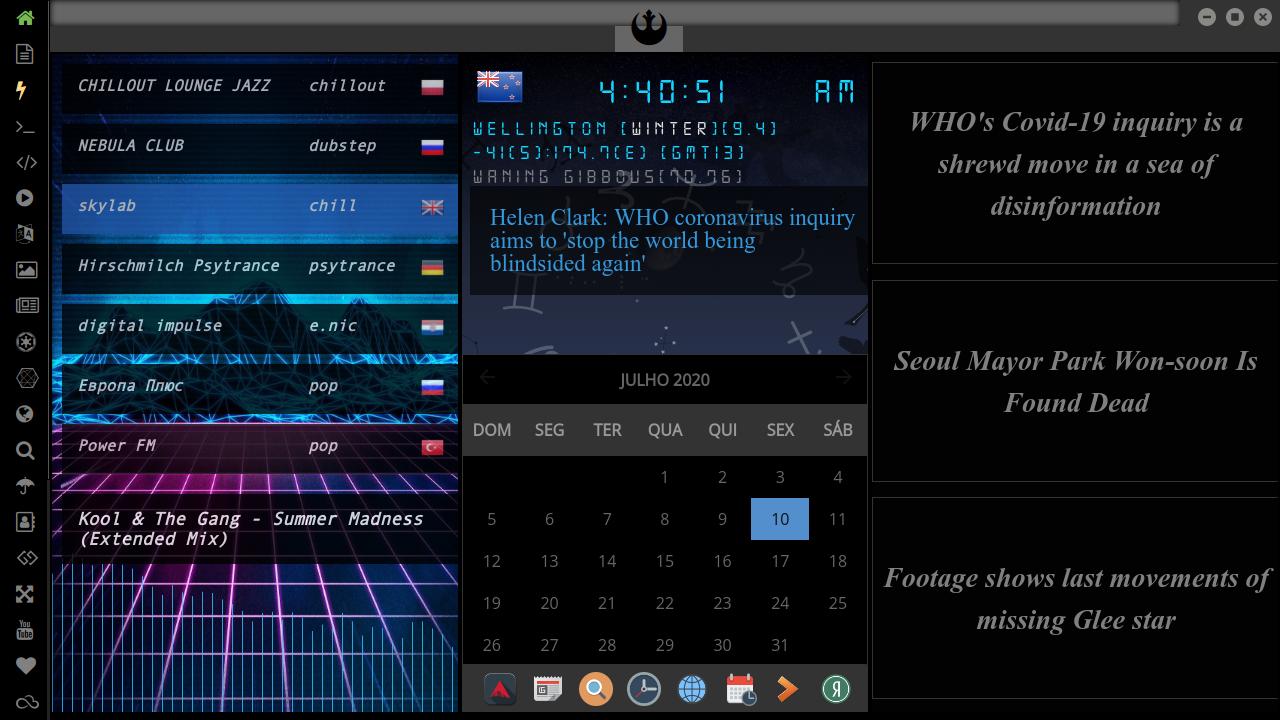 CHILLOUT LOUNGE JAZZ chillout
NEBULA CLUB dubstep
skylab chill
Hirschmilch Psytrance psytrance
digital impulse e.nic
Европа Плюс pop
Power FM pop
Kool & The Gang - Summer Madness
(Extended Mix)
4:40:51 AM
WELLINGTON [WINTER][9.4]
-41(S):174.7(E) [GMT13]
WANING GIBBOUS[70.76]
Helen Clark: WHO coronavirus inquiry
aims to 'stop the world being
blindsided again'
JULHO 2020
DOM SEG TER QUA QUI SEX SÁB
1 2 3 4
5 6 7 8 9 10 11
12 13 14 15 16 17 18
19 20 21 22 23 24 25
26 27 28 29 30 31
WHO's Covid-19 inquiry is a
shrewd move in a sea of
disinformation
Seoul Mayor Park Won-soon Is
Found Dead
Footage shows last movements of
missing Glee star
You
Tube
Я